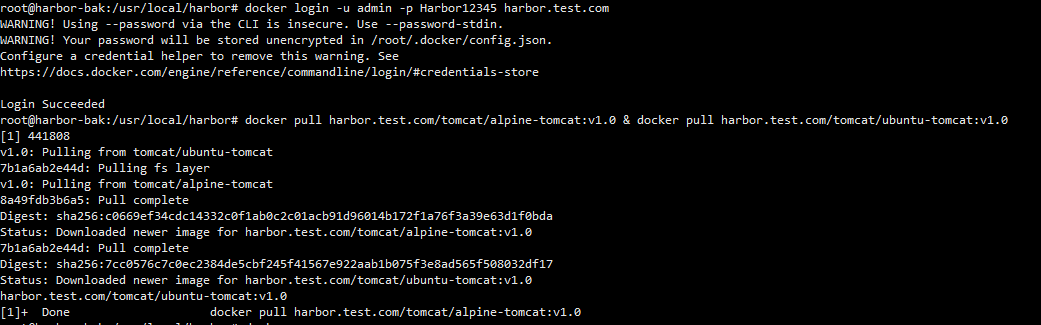 root@harbor-bak:/usr/local/harbor# docker login -u admin -p Harbor12345 harbor.test.com
WARNING! Using --password via the CLI is insecure. Use --password-stdin.
WARNING! Your password will be stored unencrypted in /root/.docker/config.json.
Configure a credential helper to remove this warning. See
https://docs.docker.com/engine/reference/commandline/login/#credentials-store
Login Succeeded
root@harbor-bak:/usr/local/harbor# docker pull harbor.test.com/tomcat/alpine-tomcat:v1.0 & docker pull harbor.test.com/tomcat/ubuntu-tomcat:v1.0
[1] 441808
v1.0: Pulling from tomcat/ubuntu-tomcat
7b1a6ab2e44d: Pulling fs layer
v1.0: Pulling from tomcat/alpine-tomcat
8a49fdb3b6a5: Pull complete
Digest: sha256:c0669ef34cdc14332c0f1ab0c2c01acb91d96014b172f1a76f3a39e63d1f0bda
Status: Downloaded newer image for harbor.test.com/tomcat/alpine-tomcat:v1.0
7b1a6ab2e44d: Pull complete
Digest: sha256:7cc0576c7c0ec2384de5cbf245f41567e922aab1b075f3e8ad565f508032df17
Status: Downloaded newer image for harbor.test.com/tomcat/ubuntu-tomcat:v1.0
harbor.test.com/tomcat/ubuntu-tomcat:v1.0
[1]+  Done                    docker pull harbor.test.com/tomcat/alpine-tomcat:v1.0